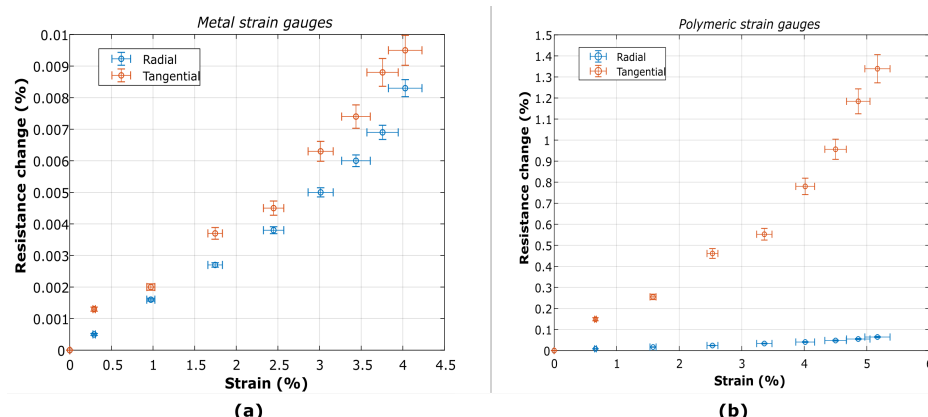 Metal strain gauges
0.01
0.009
0.008
0.007
0.006
0.005
0.004
0.003
0.002
0.001
0
Resistance change (%)
Radial
Tangential
0 0.5 1 1.5 2 2.5 3 3.5 4 4.5
Strain (%)
(a)
Polymeric strain gauges
1.5
1.4
1.3
1.2
1.1
1
0.9
0.8
0.7
0.6
0.5
0.4
0.3
0.2
0.1
0
Resistance change (%)
Radial
Tangential
0 1 2 3 4 5 6
Strain (%)
(b)